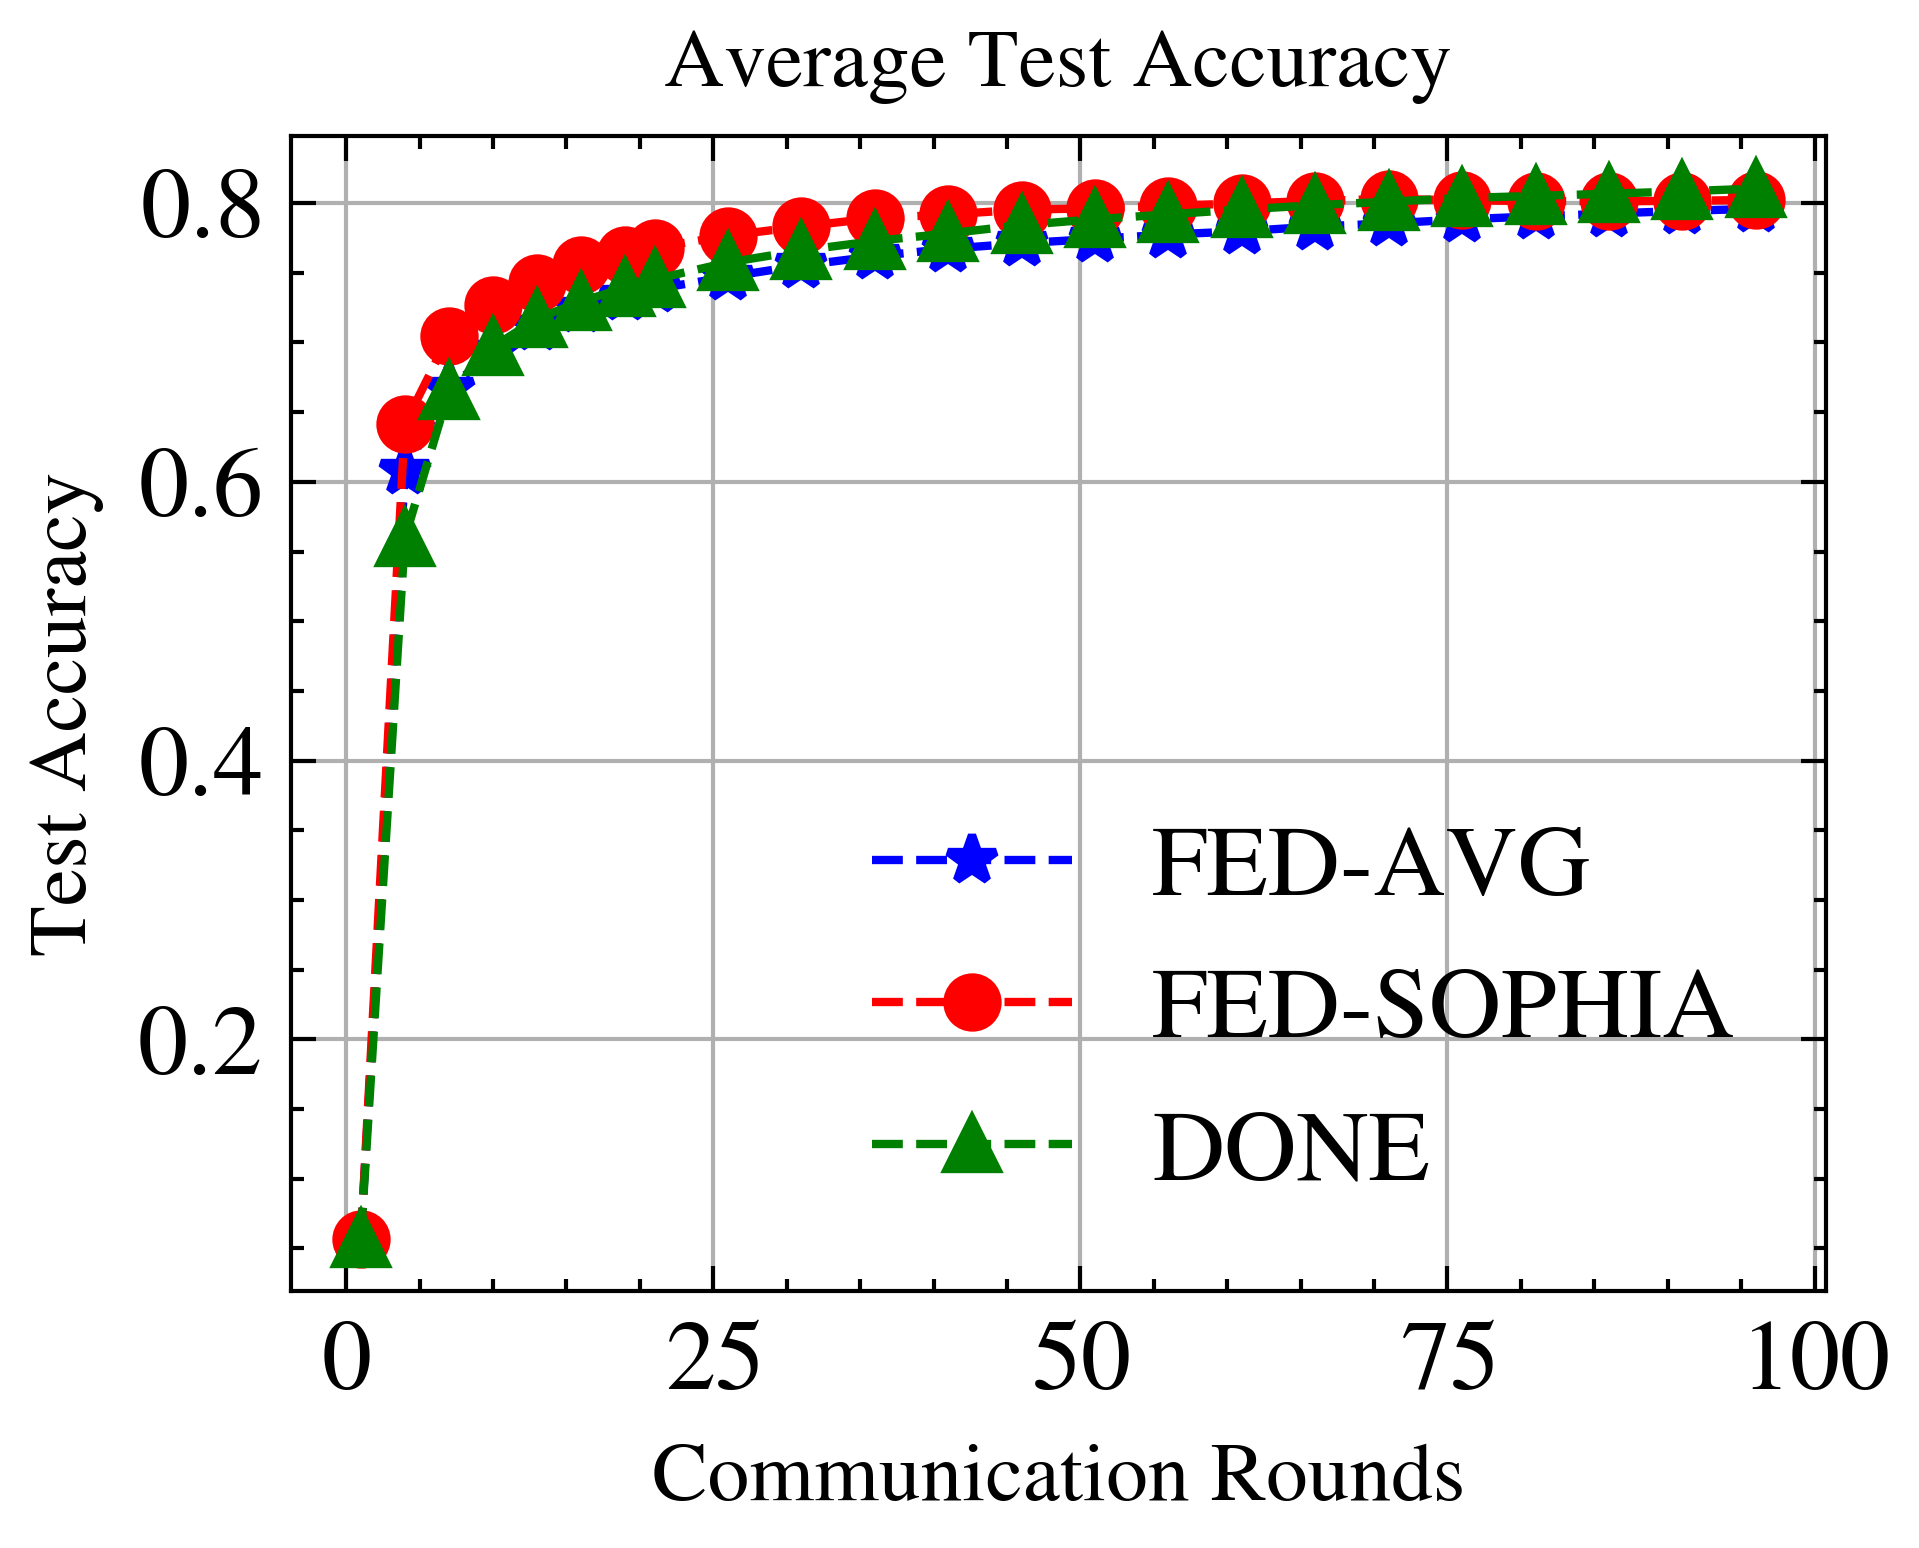 Average Test Accuracy
0.8
0.6
0.4
0.2
Test Accuracy
FED-AVG
FED-SOPHIA
DONE
0 25 50 75 100
Communication Rounds